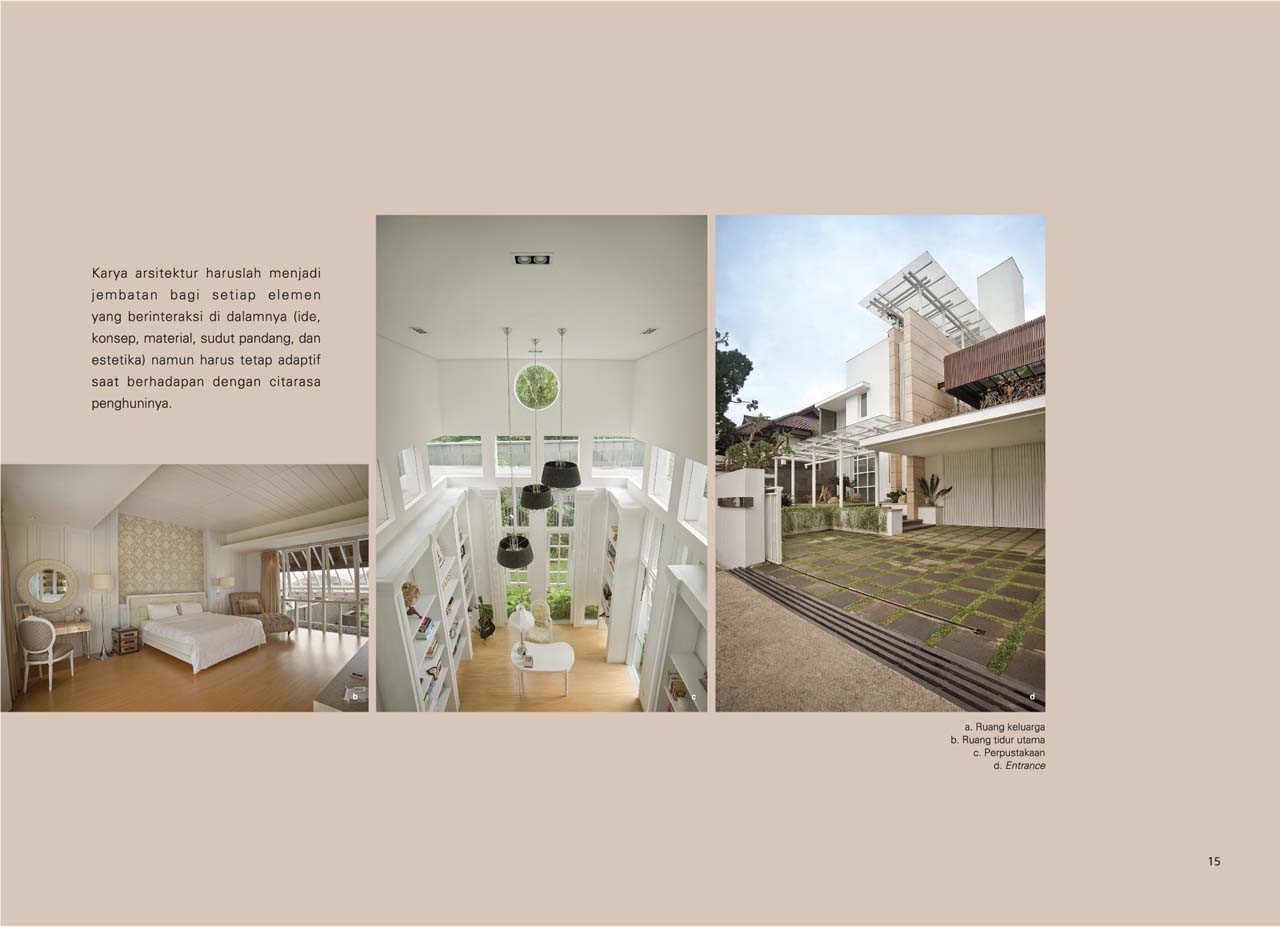 Karya arsitektur haruslah menjadi
jembatan bagi setiap elemen
yang berinteraksi di dalamnya (ide,
konsep, material, sudut pandang, dan
estetika) namun harus tetap adaptif
saat berhadapan dengan citarasa
penghuninya.
b
c
d
a. Ruang keluarga
b. Ruang tidur utama
c. Perpustakaan
d. Entrance
15